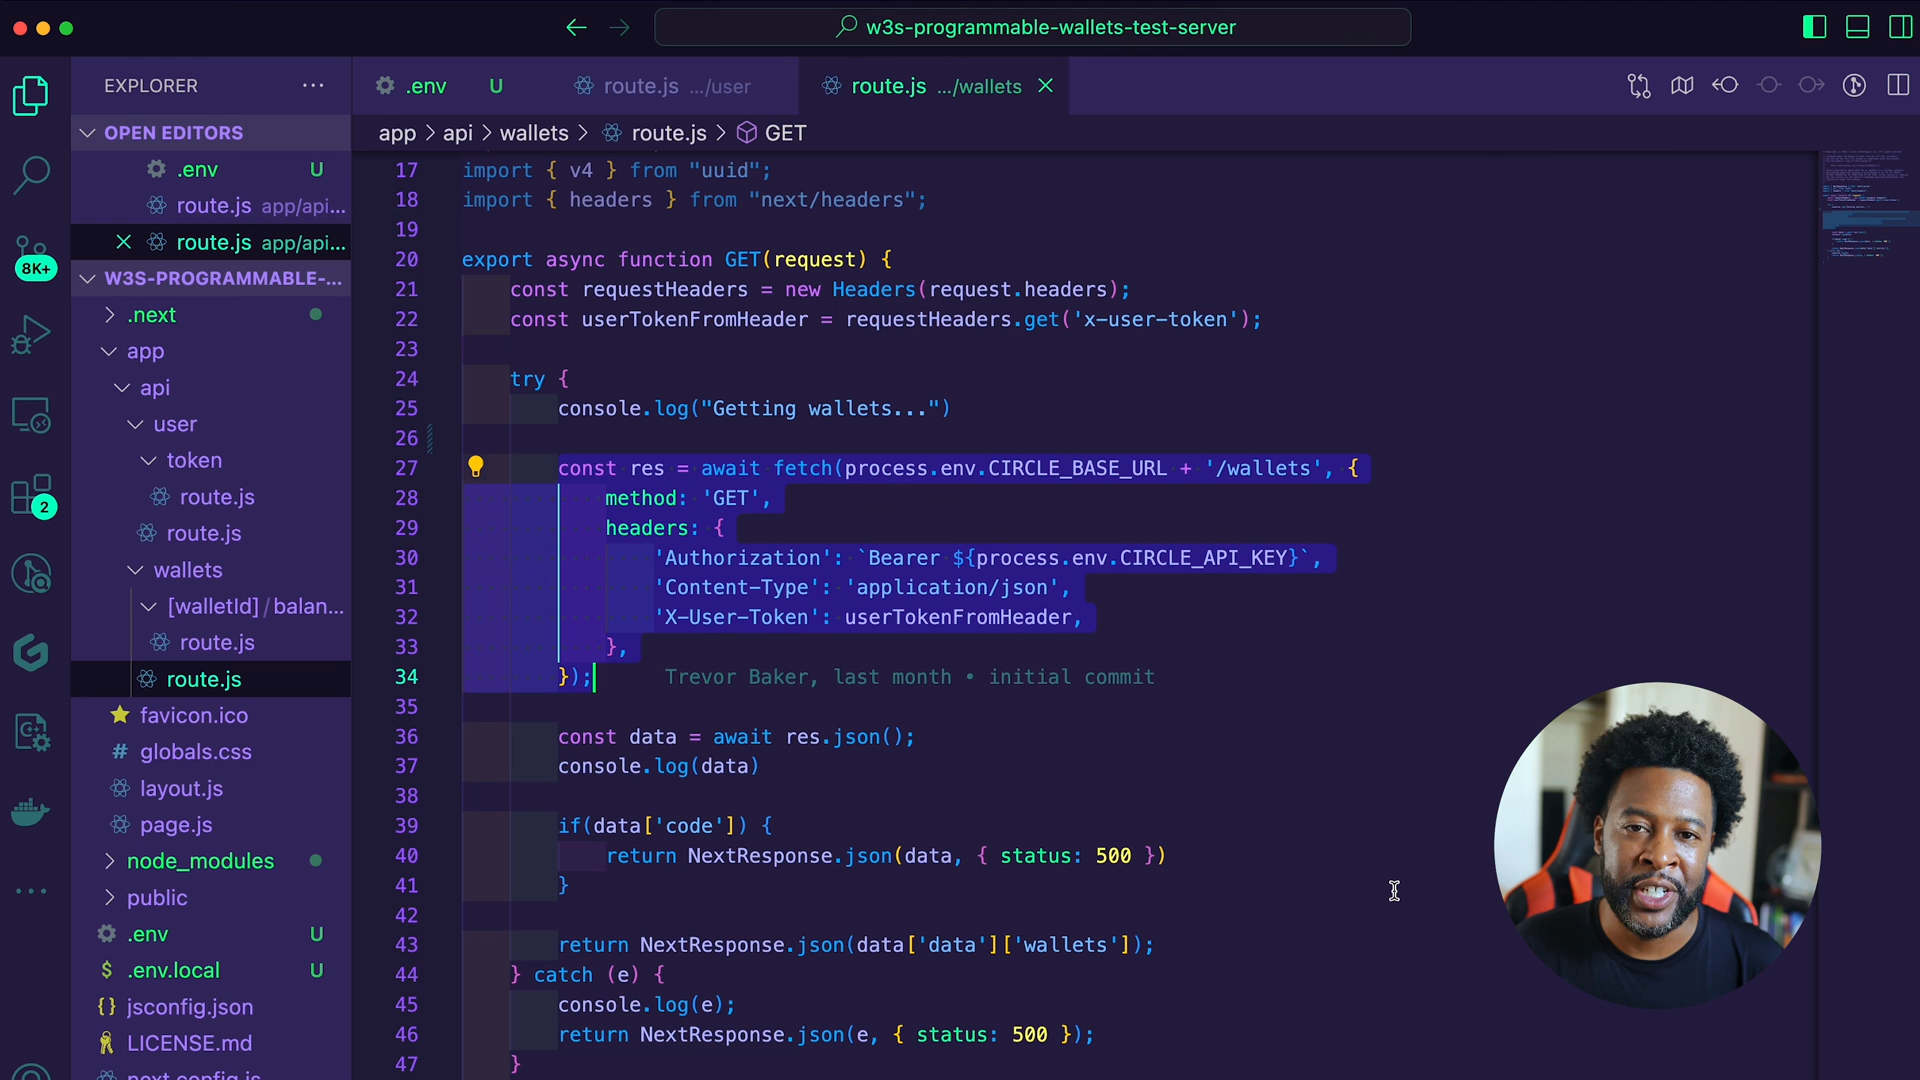 w3s-programmable-wallets-test-server
EXPLORER
.env U
route.js .../user
route.js .../wallets
OPEN EDITORS
.env U
route.js app/api...
route.js app/api...
8K+
W3S-PROGRAMMABLE-...
.next
app
api
user
token
route.js
route.js
2
wallets
[walletId]/balan...
route.js
route.js
favicon.ico
globals.css
layout.js
page.js
node_modules
public
.env U
.env.local U
jsconfig.json
LICENSE.md
app > api > wallets > route.js > GET
17 import { v4 } from "uuid";
18 import { headers } from "next/headers";
19
20 export async function GET(request) {
21 const requestHeaders = new Headers(request.headers);
22 const userTokenFromHeader = requestHeaders.get('x-user-token');
23
24 try {
25 console.log("Getting wallets...")
26
27 const res = await fetch(process.env.CIRCLE_BASE_URL + '/wallets', {
28 method: 'GET',
29 headers: {
30 'Authorization': `Bearer ${process.env.CIRCLE_API_KEY}`,
31 'Content-Type': 'application/json',
32 'X-User-Token': userTokenFromHeader,
33 },
34 }); Trevor Baker, last month • initial commit
35
36 const data = await res.json();
37 console.log(data)
38
39 if(data['code']) {
40 return NextResponse.json(data, { status: 500 })
41 }
42
43 return NextResponse.json(data['data']['wallets']);
44 } catch (e) {
45 console.log(e);
46 return NextResponse.json(e, { status: 500 });
47 }